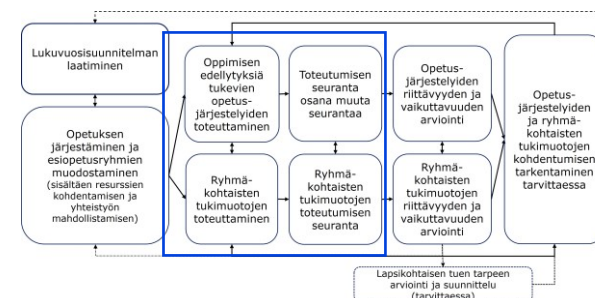 Lukuvuosisuunnitelman
laatiminen
Opetuksen
järjestäminen ja
esiopetusryhmien
muodostaminen
(sisältäen resurssien
kohdentamisen ja
yhteistyön
mahdollistamisen)
Oppimisen
edellytyksiä
tukevien
opetus-
järjestelyiden
toteuttaminen
Toteutumisen
seuranta
osana muuta
seurantaa
Opetus-
järjestelyiden
riittävyyden ja
vaikuttavuuden
arviointi
Ryhmä-
kohtaisten
tukimuotojen
toteuttaminen
Ryhmä-
kohtaisten
tukimuotojen
toteutumisen
seuranta
Ryhmä-
kohtaisten
tukimuotojen
riittävyyden ja
vaikuttavuuden
arviointi
Opetus-
järjestelyiden
ja ryhmä-
kohtaisten
tukimuotojen
kohdentumisen
tarkentaminen
tarvittaessa
Lapsikohtaisen tuen tarpeen
arviointi ja suunnittelu
(tarvittaessa)